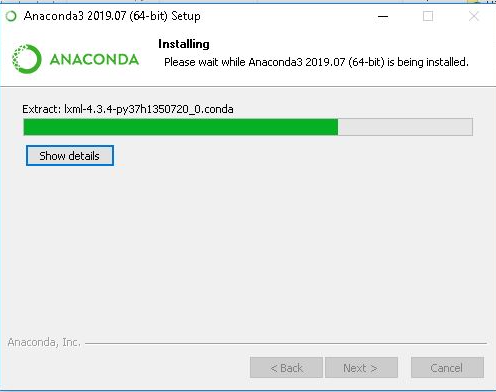 Anaconda3 2019.07 (64-bit) Setup
ANACONDA
Installing
Please wait while Anaconda3 2019.07 (64-bit) is being installed.
Extract: lxml-4.3.4-py37h1350720_0.conda
Show details
Anaconda, Inc.
< Back
Next >
Cancel